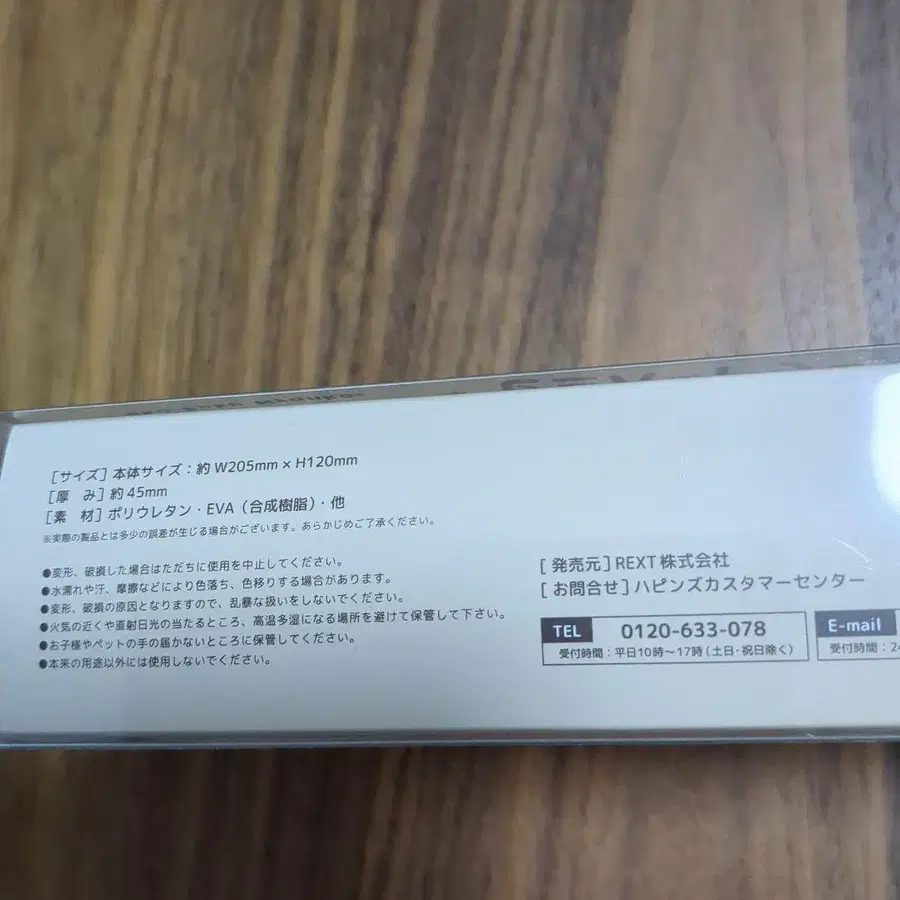 [サイズ] 本体サイズ：約 W205mm × H120mm
[厚　み] 約 45mm
[素　材] ポリウレタン・EVA（合成樹脂）・他
※実際の製品とは多少の誤差が生じる場合がございます。あらかじめご了承ください。
●変形、破損した場合はただちに使用を中止してください。
●水濡れや汗、摩擦などにより色落ち、色移りする場合があります。
●変形、破損の原因となりますので、乱暴な扱いをしないでください。
●火気の近くや直射日光の当たるところ、高温多湿になる場所を避けて保管して下さい。
●お子様やペットの手の届かないところに保管してください。
●本来の用途以外には使用しないでください。
[ 発売元 ] REXT 株式会社
[ お問合せ ] ハピンズカスタマーセンター
TEL 0120-633-078
受付時間：平日10時～17時（土日・祝日除く）
E-mail
受付時間：2